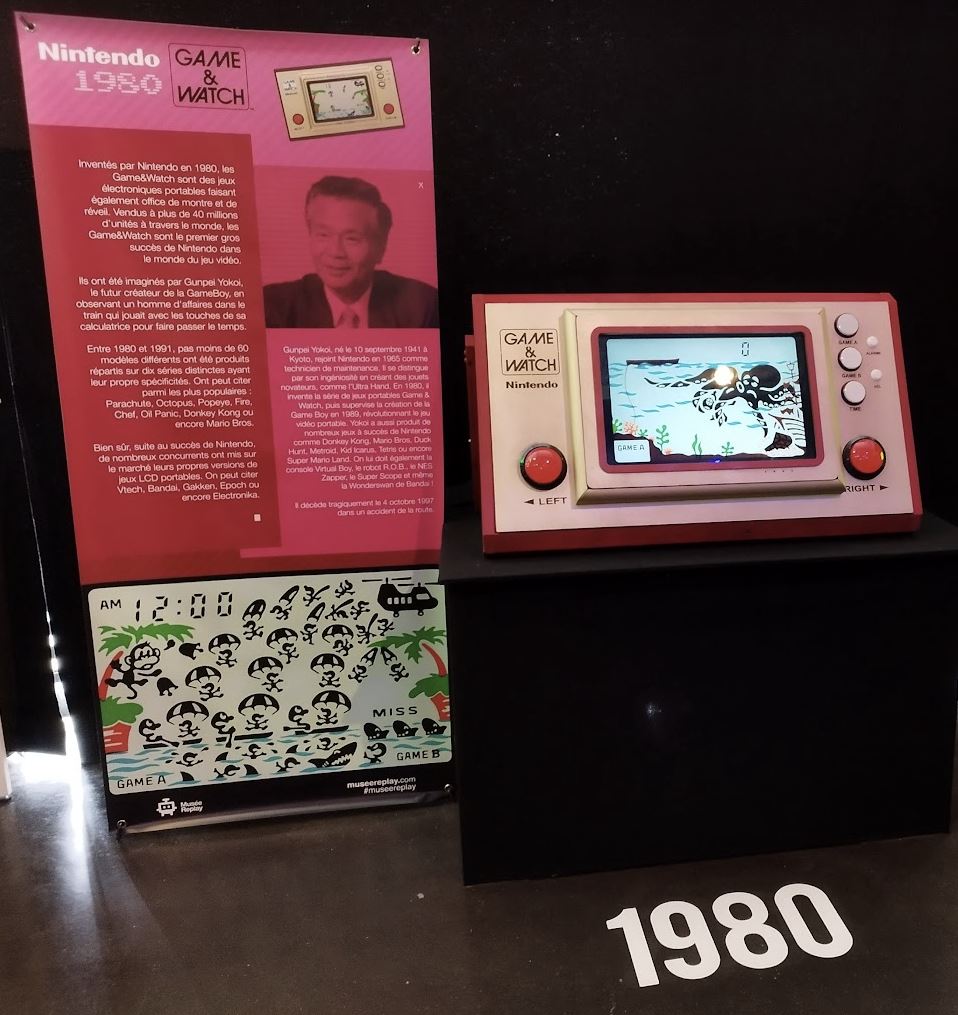 Nintendo
1980
GAME
&
WATCH
Inventés par Nintendo en 1980, les
Game&Watch sont des jeux
électroniques portables faisant
également office de montre et de
réveil. Vendus à plus de 40 millions
d'unités à travers le monde, les
Game&Watch sont le premier gros
succès de Nintendo dans
le monde du jeu vidéo.
Ils ont été imaginés par Gunpei Yokoi,
le futur créateur de la GameBoy, en
observant un homme d'affaires dans le
train qui jouait avec les touches de sa
calculatrice pour faire passer le temps.
Entre 1980 et 1991, pas moins de 60
modèles différents ont été produits
répartis sur dix séries distinctes ayant
leur propre spécificités. Ont peut citer
parmi les plus populaires :
Parachute, Octopus, Popeye, Fire,
Chef, Oil Panic, Donkey Kong ou
encore Mario Bros.
Bien sûr, suite au succès de Nintendo,
de nombreux concurrents ont mis sur
le marché leurs propres versions de
jeux LCD portables. On peut citer
Vtech, Bandai, Gakken, Epoch ou
encore Electronika.
X
Gunpei Yokoi, né le 10 septembre 1941 à
Kyoto, rejoint Nintendo en 1965 comme
technicien de maintenance. Il se distingue
par son ingéniosité en créant des jouets
novateurs, comme l'Ultra Hand. En 1980, il
invente la série de jeux portables Game &
Watch, puis supervise la création de la
Game Boy en 1989, révolutionnant le jeu
vidéo portable. Yokoi a aussi produit de
nombreux jeux à succès de Nintendo
comme Donkey Kong, Mario Bros, Duck
Hunt, Metroid, Kid Icarus, Tetris ou encore
Super Mario Land. On lui doit également la
console Virtual Boy, le robot R.O.B., le NES
Zapper, le Super Scope et même
la Wonderswan de Bandai !
Il décède tragiquement le 4 octobre 1997
dans un accident de la route.
AM 12:00
MISS
GAME A
GAME B
Musée
Replay
museereplay.com
#museereplay
GAME
&
WATCH
Nintendo
0
GAME A
GAME A
ALARM
GAME B
ACL
TIME
◄ LEFT
RIGHT ►
1980